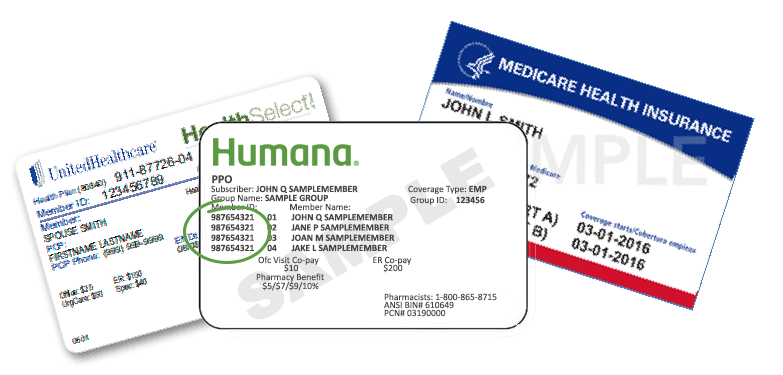 UnitedHealthcare
HealthSelect
Health Plan (80840) 911-87726-04
Member ID: 123456789
Member:
SPOUSE SMITH
PCP:
FIRSTNAME LASTNAME
PCP Phone: (999) 999-9999
Office: $25 ER: $150
UrgCare: $50 Spec: $40
Humana®
PPO
Subscriber: JOHN Q SAMPLEMEMBER Coverage Type: EMP
Group Name: SAMPLE GROUP Group ID: 123456
Member ID: Member Name:
987654321 01 JOHN Q SAMPLEMEMBER
987654321 02 JANE P SAMPLEMEMBER
987654321 03 JOAN M SAMPLEMEMBER
987654321 04 JAKE L SAMPLEMEMBER
Ofc Visit Co-pay ER Co-pay
$10 $200
Pharmacy Benefit
$5/$7/$9/10%
Pharmacists: 1-800-865-8715
ANSI BIN# 610649
PCN# 03190000
SAMPLE
MEDICARE HEALTH INSURANCE
Name/Nombre
JOHN L SMITH
Medicare
Coverage starts/Cobertura empieza
03-01-2016
03-01-2016